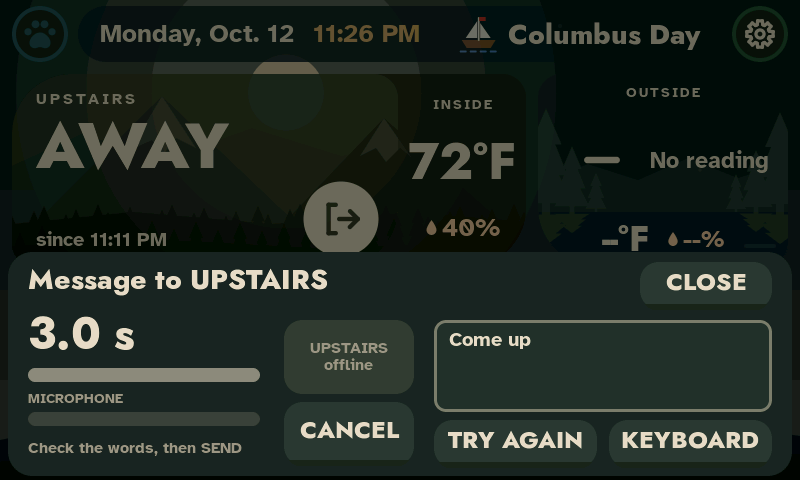 Monday, Oct. 12 11:26 PM Columbus Day
UPSTAIRS
AWAY
since 11:11 PM
INSIDE
72°F
40%
OUTSIDE
No reading
--°F --%
Message to UPSTAIRS
CLOSE
3.0 s
MICROPHONE
Check the words, then SEND
UPSTAIRS
offline
CANCEL
Come up
TRY AGAIN
KEYBOARD